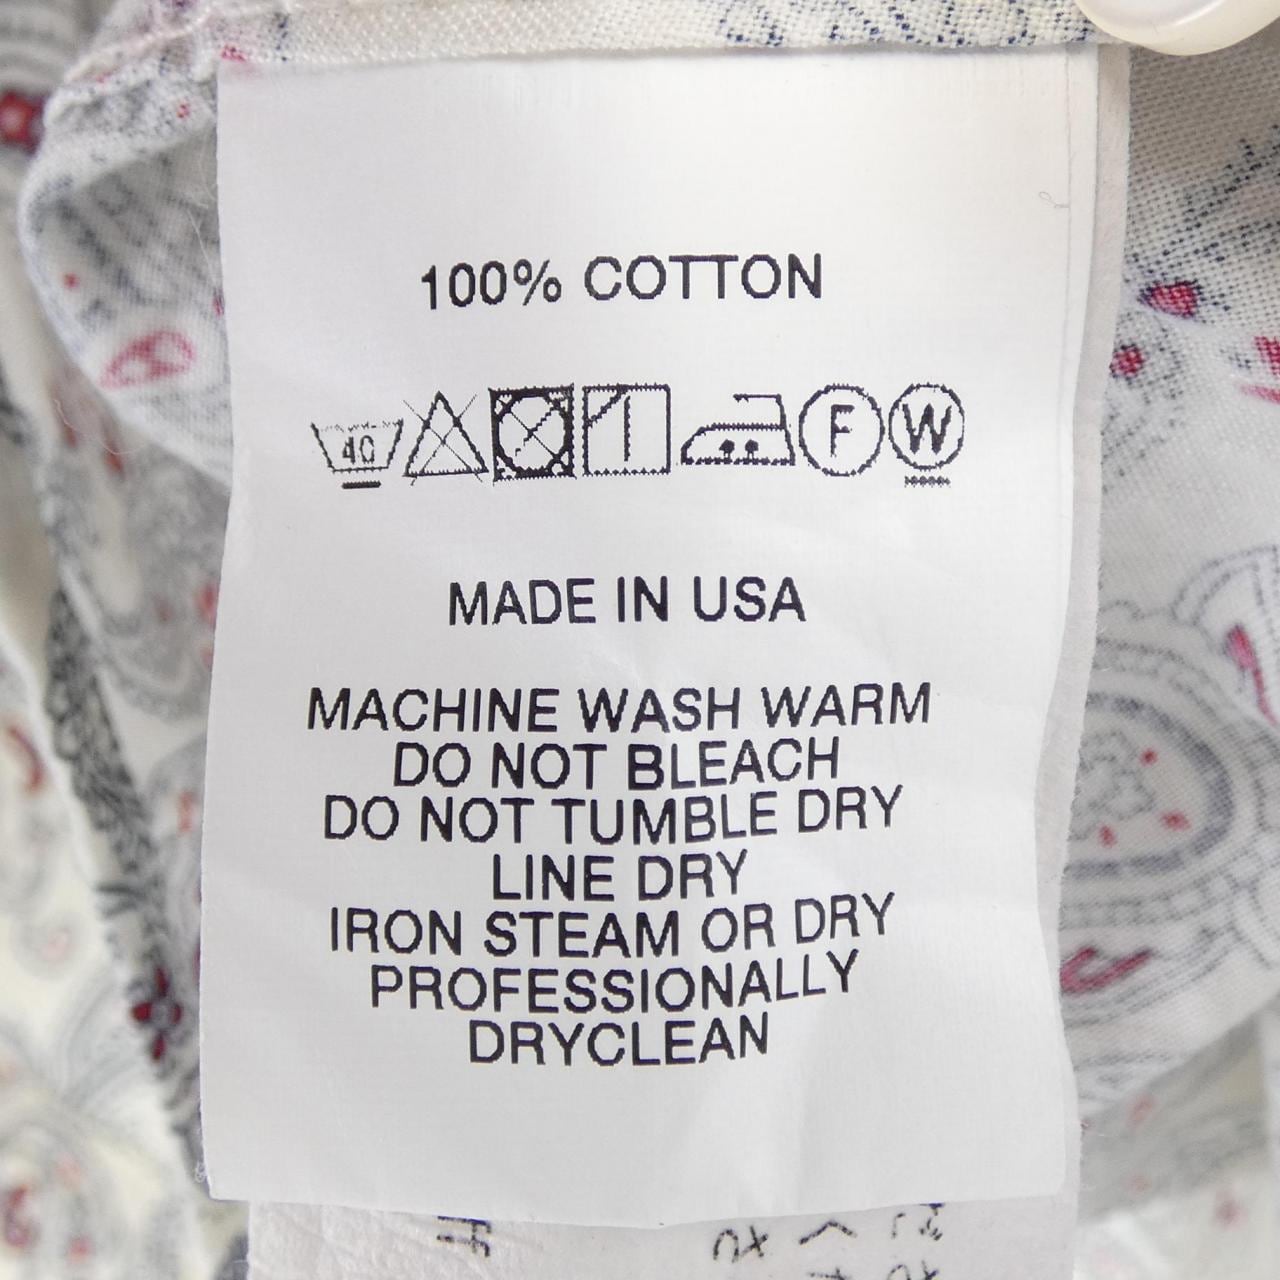 100% COTTON
40 F W
MADE IN USA
MACHINE WASH WARM
DO NOT BLEACH
DO NOT TUMBLE DRY
LINE DRY
IRON STEAM OR DRY
PROFESSIONALLY
DRYCLEAN